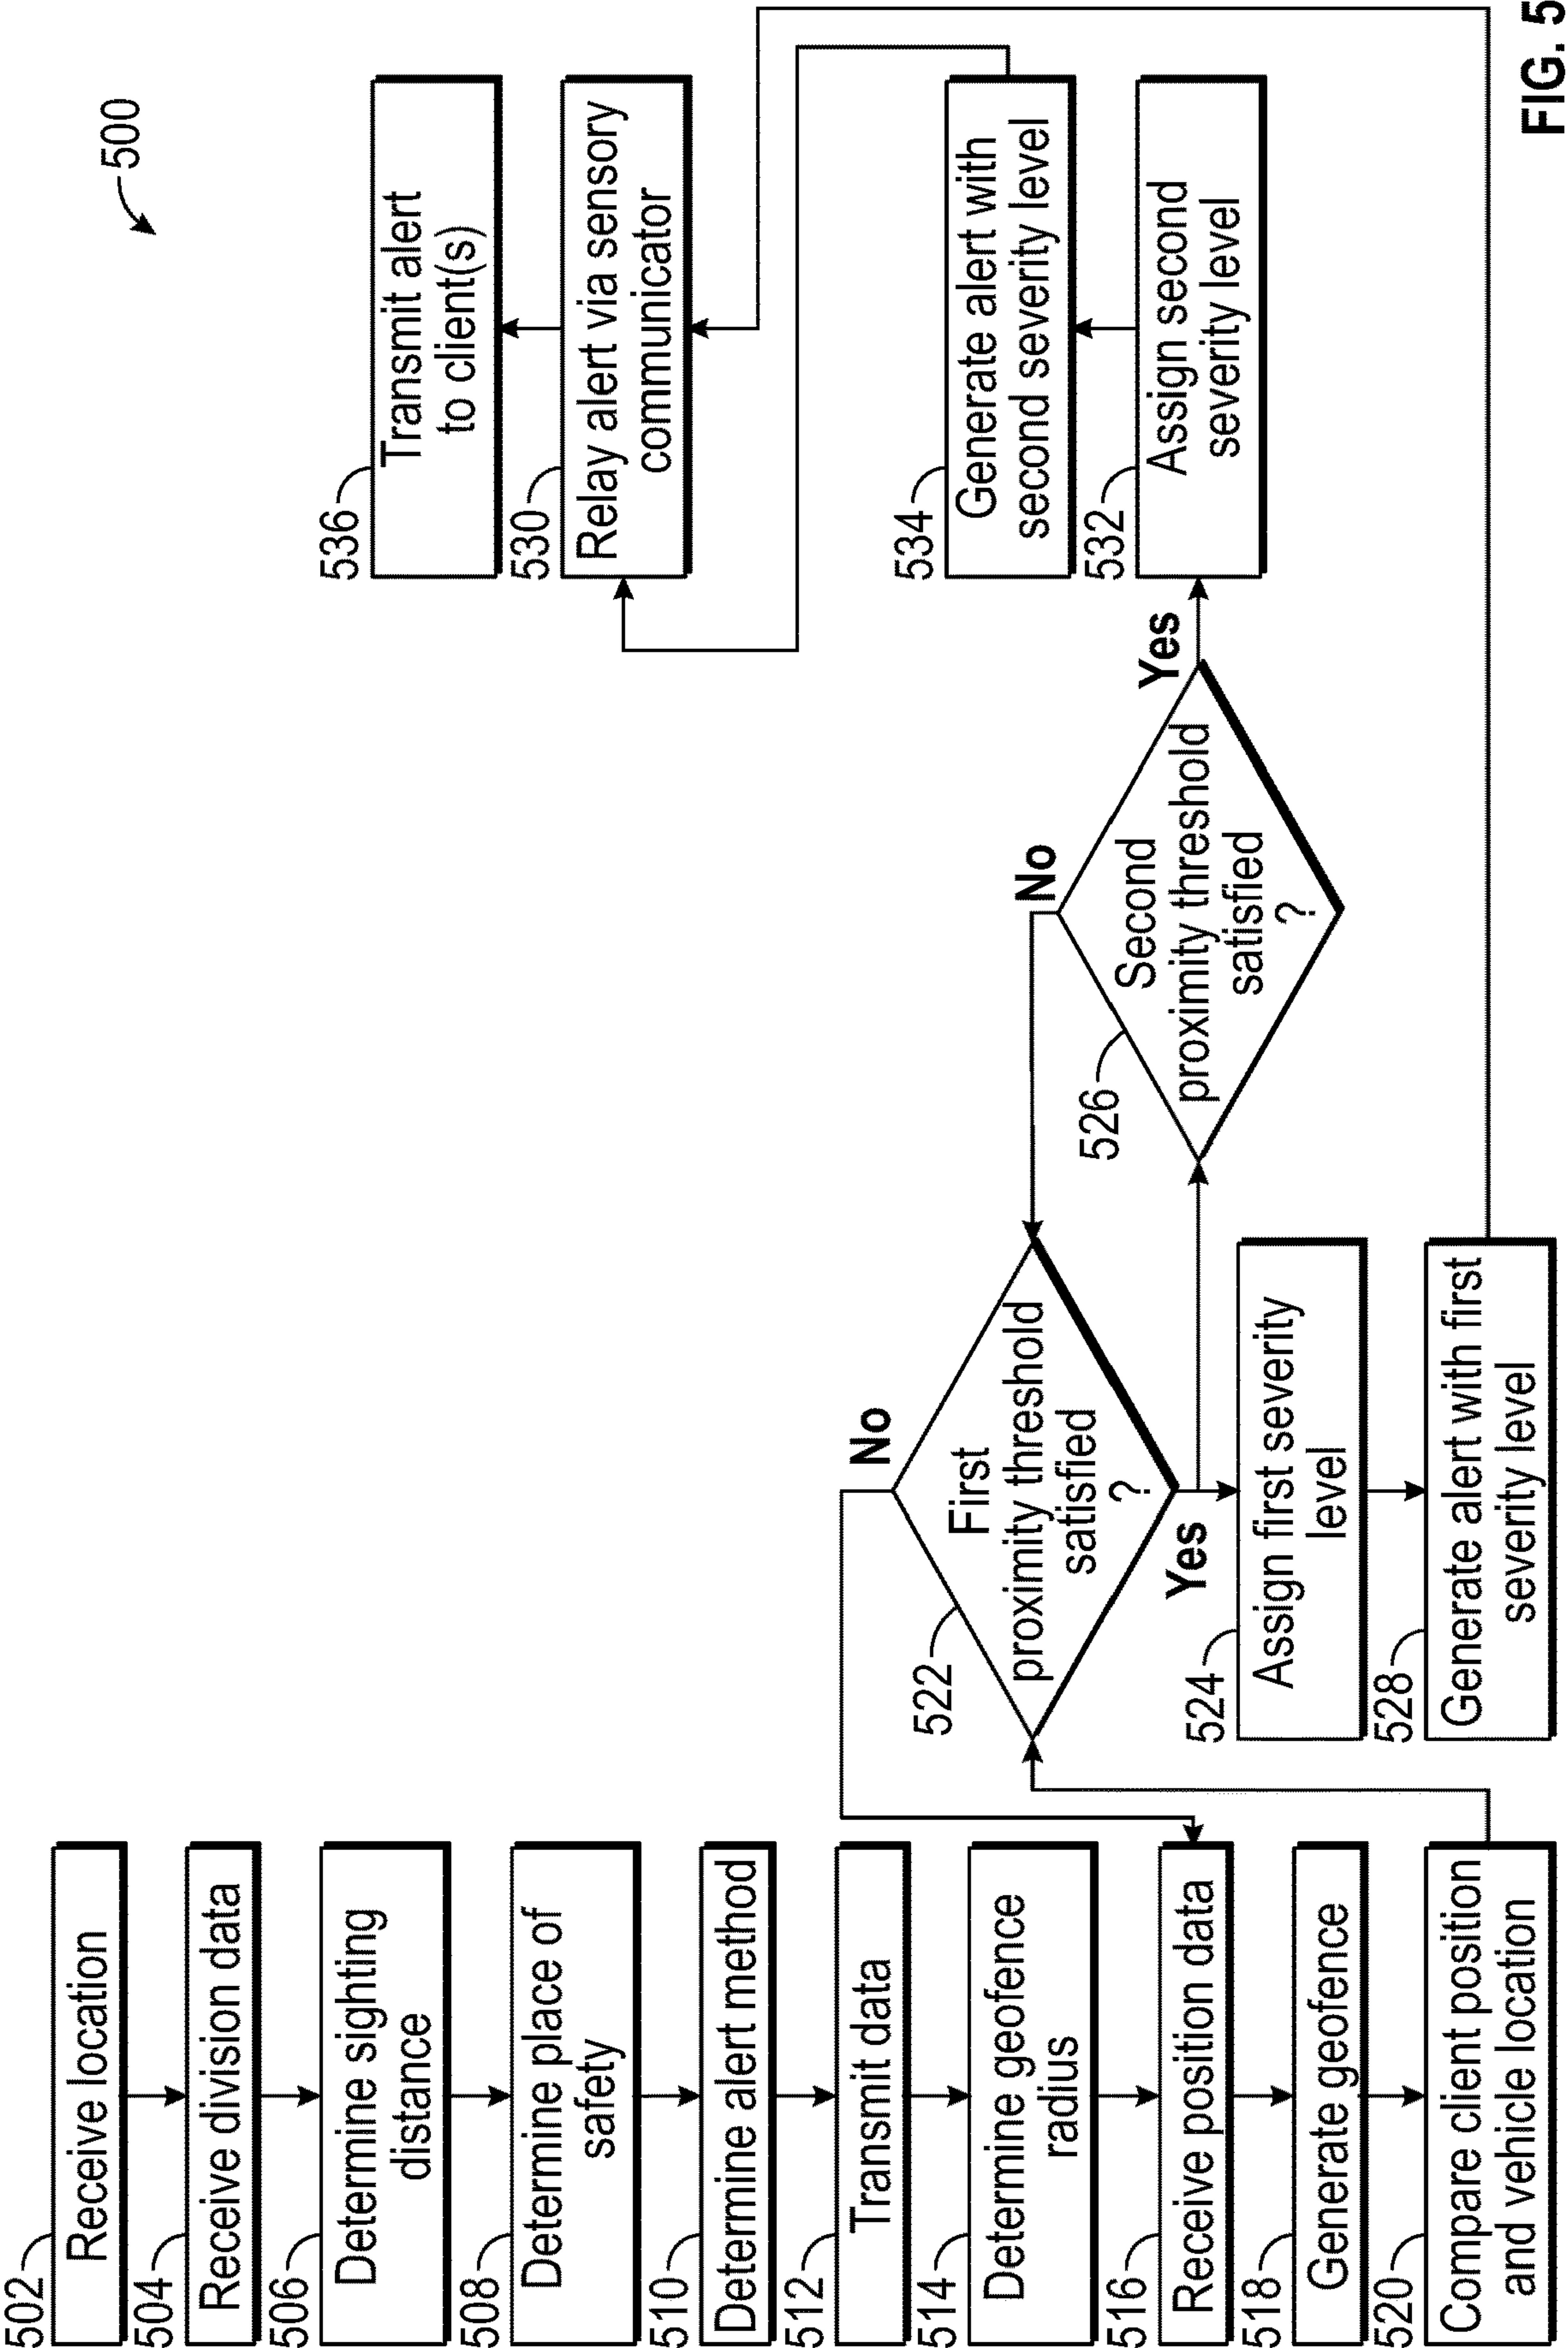 500
502
Receive location
504
Receive division data
506
Determine sighting
distance
508
Determine place of
safety
510
Determine alert method
512
Transmit data
514
Determine geofence
radius
516
Receive position data
518
Generate geofence
520
Compare client position
and vehicle location
522
First
proximity threshold
satisfied
?
No
Yes
524
Assign first severity
level
528
Generate alert with first
severity level
526
Second
proximity threshold
satisfied
?
No
Yes
536
Transmit alert
to client(s)
530
Relay alert via sensory
communicator
534
Generate alert with
second severity level
532
Assign second
severity level
FIG. 5